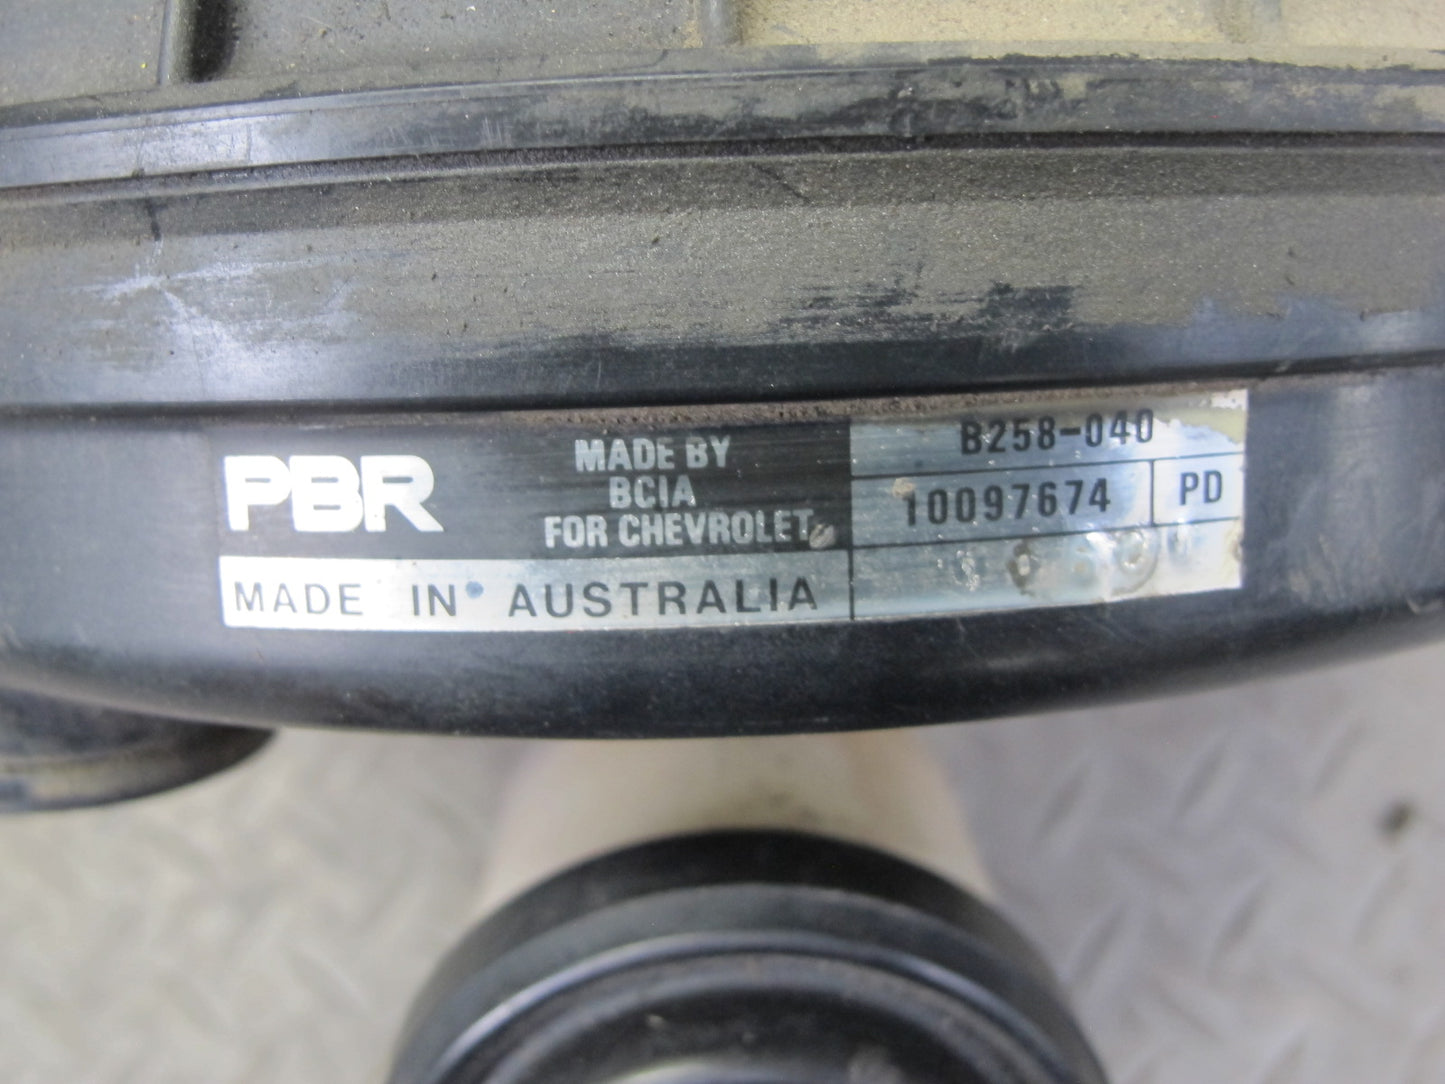 PBR
MADE BY
BCIA
FOR CHEVROLET
MADE IN AUSTRALIA
B258-040
10097674 PD